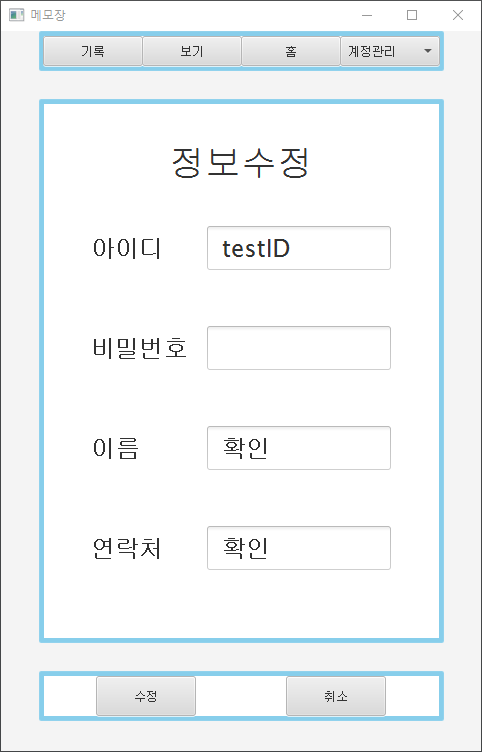 메모장
기록 보기 홈 계정관리
정보수정
아이디 testID
비밀번호
이름 확인
연락처 확인
수정 취소